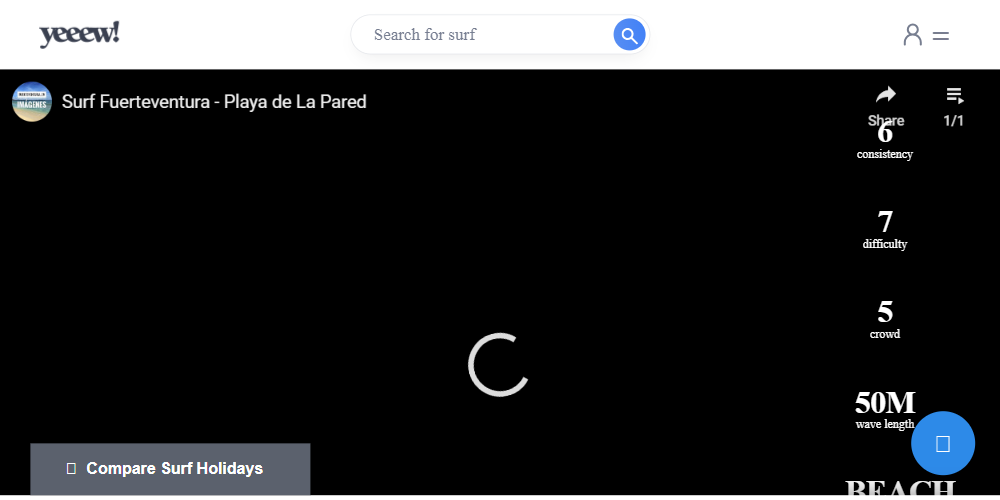 yeeew!
Search for surf
IMÁGENES
Surf Fuerteventura - Playa de La Pared
Share
1/1
6
consistency
7
difficulty
5
crowd
50M
wave length
Compare Surf Holidays
BEACH